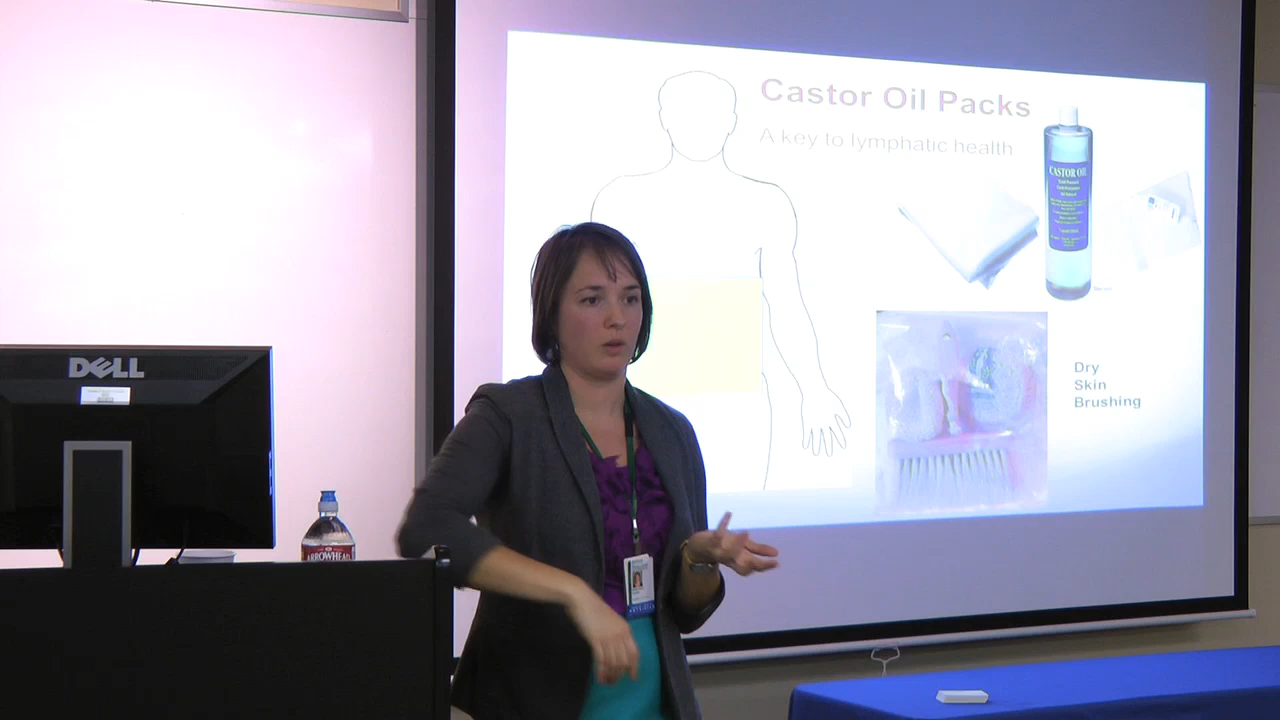 Castor Oil Packs
A key to lymphatic health
CASTOR OIL
Dry
Skin
Brushing
DELL
ARROWHEAD